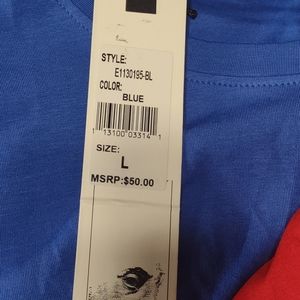 STYLE:
E1130195-BL
COLOR:
BLUE
1 13100 03314 1
SIZE:
L
MSRP:$50.00